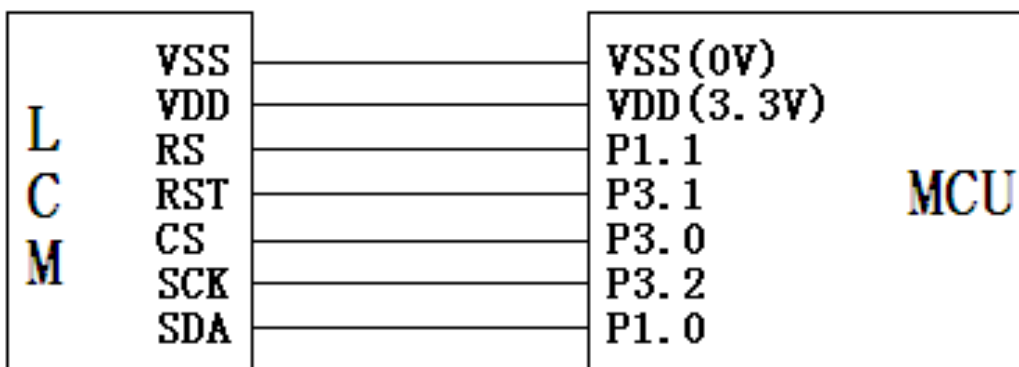 LCM
VSS VSS(0V)
VDD VDD(3.3V)
RS P1.1
RST P3.1
CS P3.0
SCK P3.2
SDA P1.0
MCU